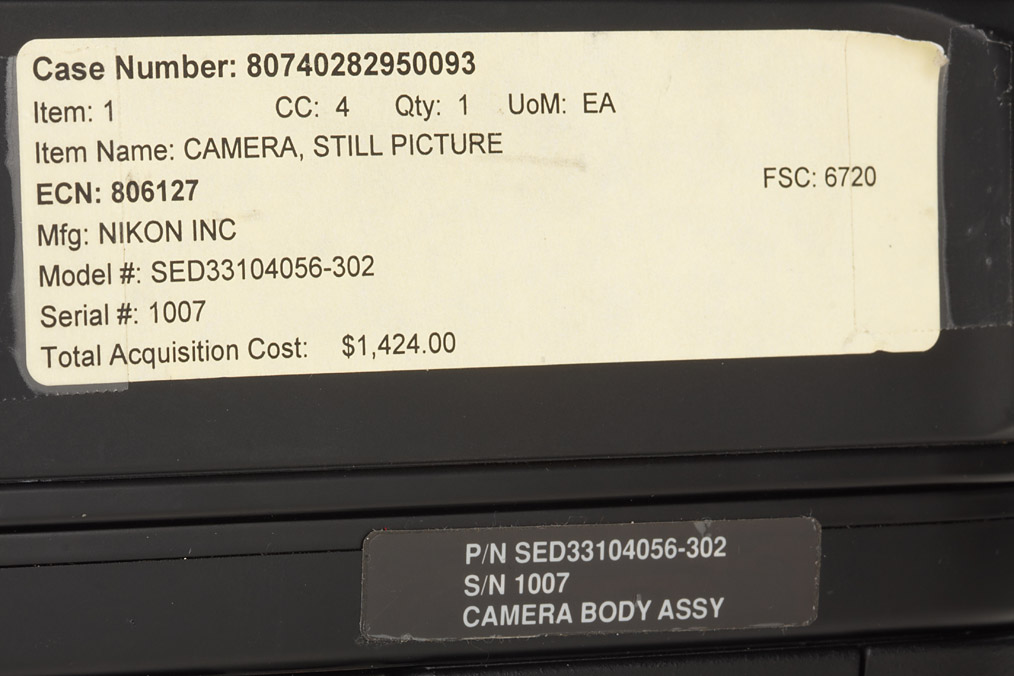 Case Number: 80740282950093
Item: 1 CC: 4 Qty: 1 UoM: EA
Item Name: CAMERA, STILL PICTURE
FSC: 6720
ECN: 806127
Mfg: NIKON INC
Model #: SED33104056-302
Serial #: 1007
Total Acquisition Cost: $1,424.00
P/N SED33104056-302
S/N 1007
CAMERA BODY ASSY